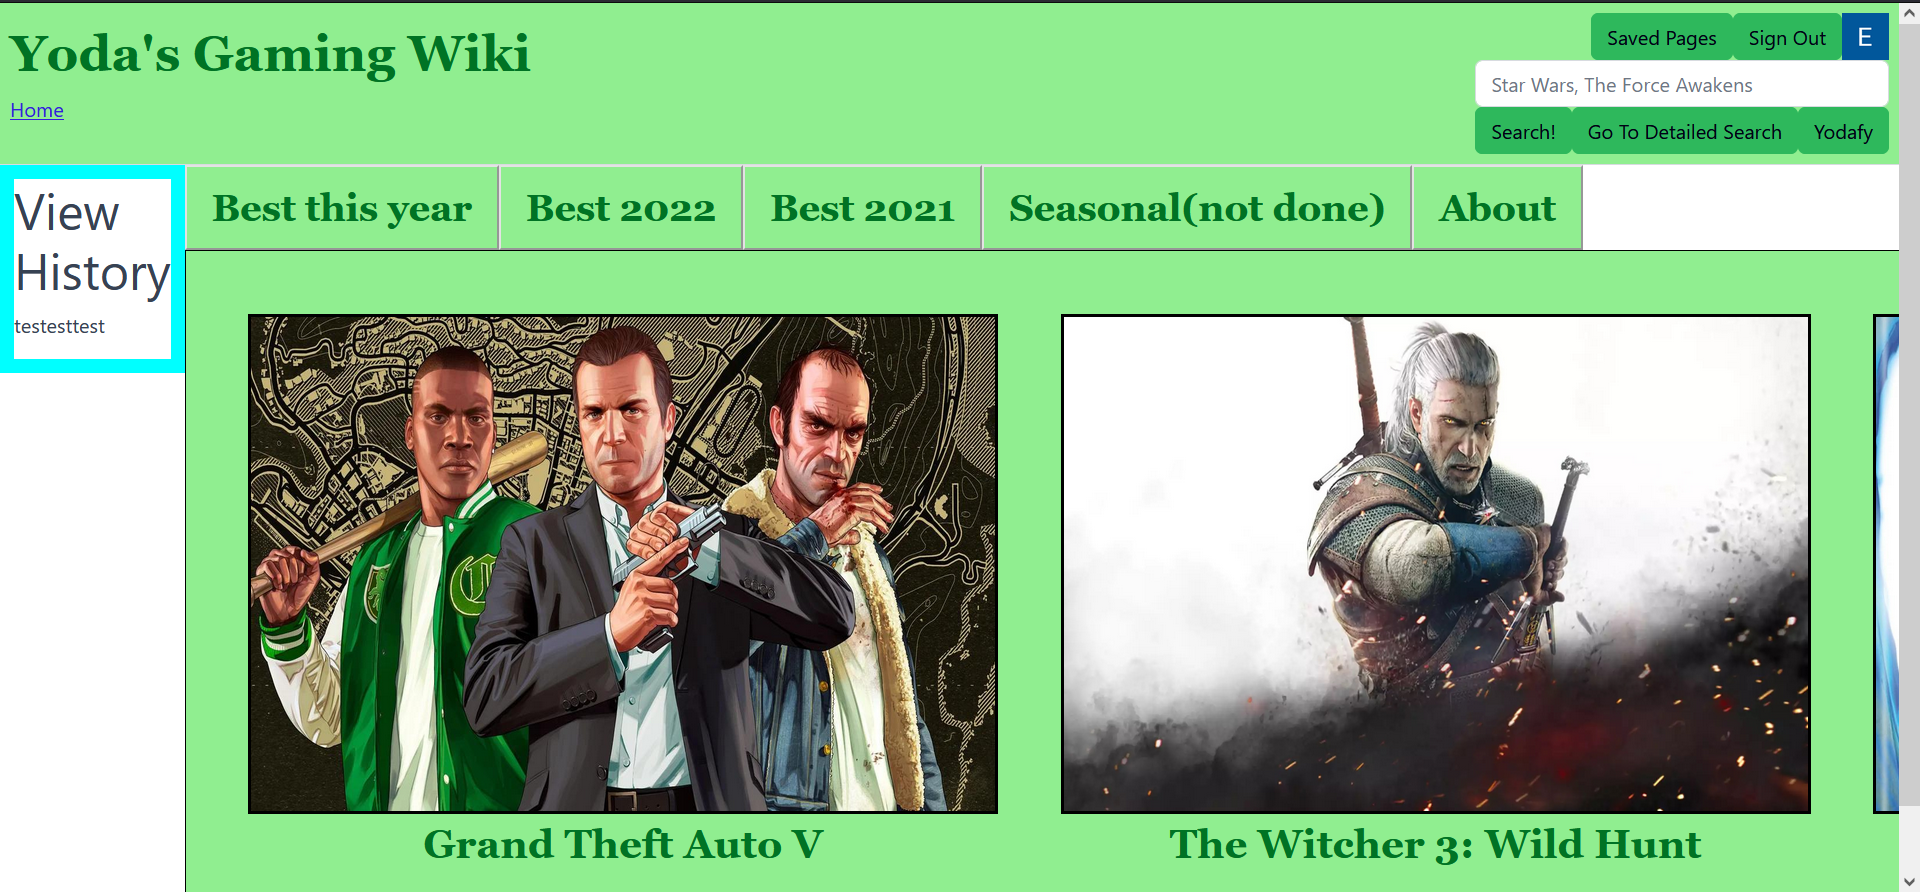 Yoda's Gaming Wiki
Home
Saved Pages Sign Out E
Star Wars, The Force Awakens
Search! Go To Detailed Search Yodafy
View
History
testesttest
Best this year Best 2022 Best 2021 Seasonal(not done) About
Grand Theft Auto V
The Witcher 3: Wild Hunt